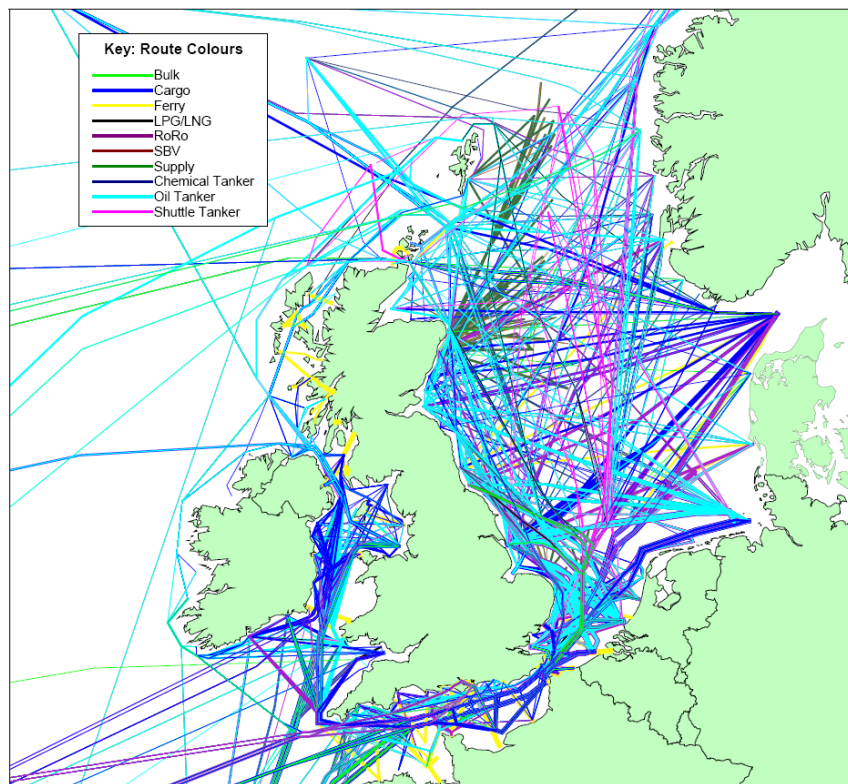 Key: Route Colours
Bulk
Cargo
Ferry
LPG/LNG
RoRo
SBV
Supply
Chemical Tanker
Oil Tanker
Shuttle Tanker